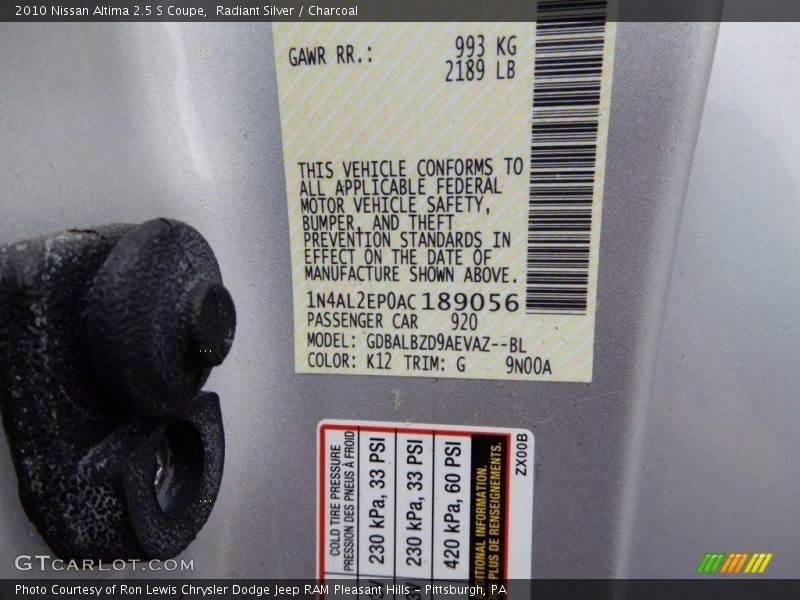 2010 Nissan Altima 2.5 S Coupe,  Radiant Silver / Charcoal
GAWR RR.: 993 KG
2189 LB
THIS VEHICLE CONFORMS TO
ALL APPLICABLE FEDERAL
MOTOR VEHICLE SAFETY,
BUMPER, AND THEFT
PREVENTION STANDARDS IN
EFFECT ON THE DATE OF
MANUFACTURE SHOWN ABOVE.
1N4AL2EP0AC189056
PASSENGER CAR 920
MODEL: GDBALBZD9AEVAZ--BL
COLOR: K12 TRIM: G 9N00A
COLD TIRE PRESSURE
PRESSION DES PNEUS À FROID
230 kPa, 33 PSI
230 kPa, 33 PSI
420 kPa, 60 PSI
INFORMATION.
PLUS DE RENSEIGNEMENTS.
ZX00B
GTCARLOT.COM
Photo Courtesy of Ron Lewis Chrysler Dodge Jeep RAM Pleasant Hills - Pittsburgh, PA